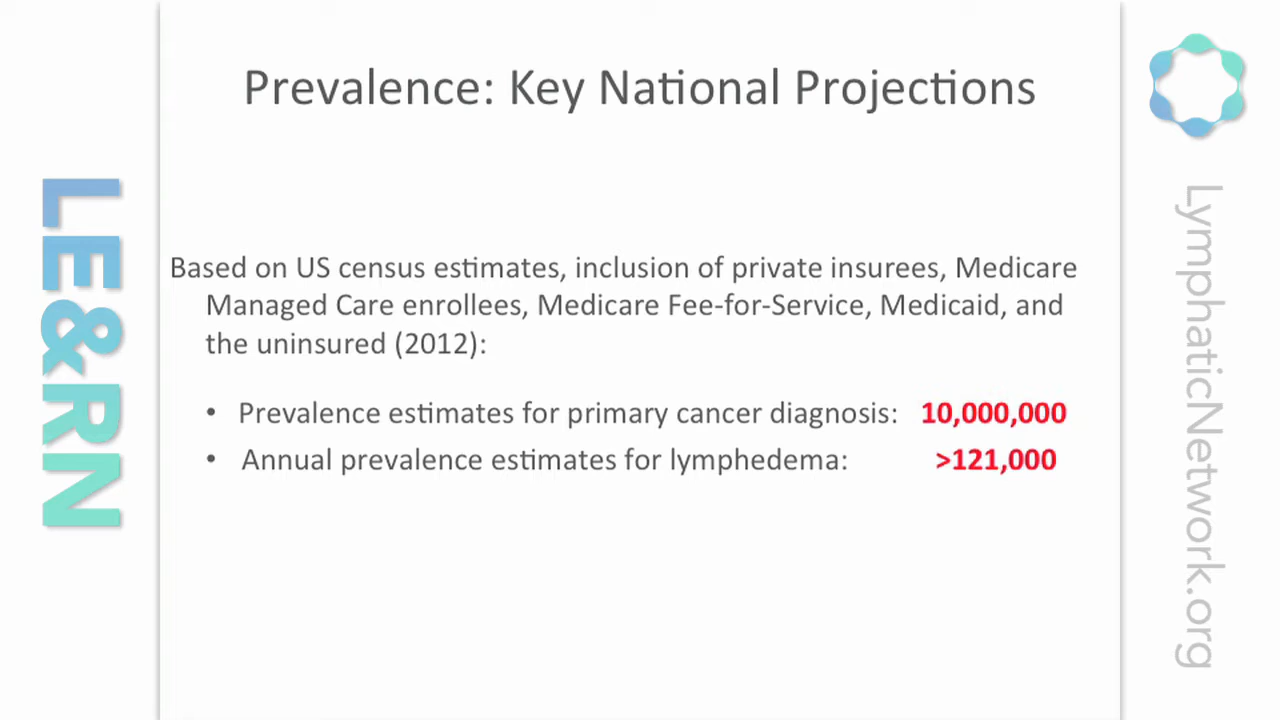 Prevalence: Key National Projections
LE&RN
LymphaticNetwork.org
Based on US census estimates, inclusion of private insurees, Medicare
Managed Care enrollees, Medicare Fee-for-Service, Medicaid, and
the uninsured (2012):
• Prevalence estimates for primary cancer diagnosis: 10,000,000
• Annual prevalence estimates for lymphedema: >121,000